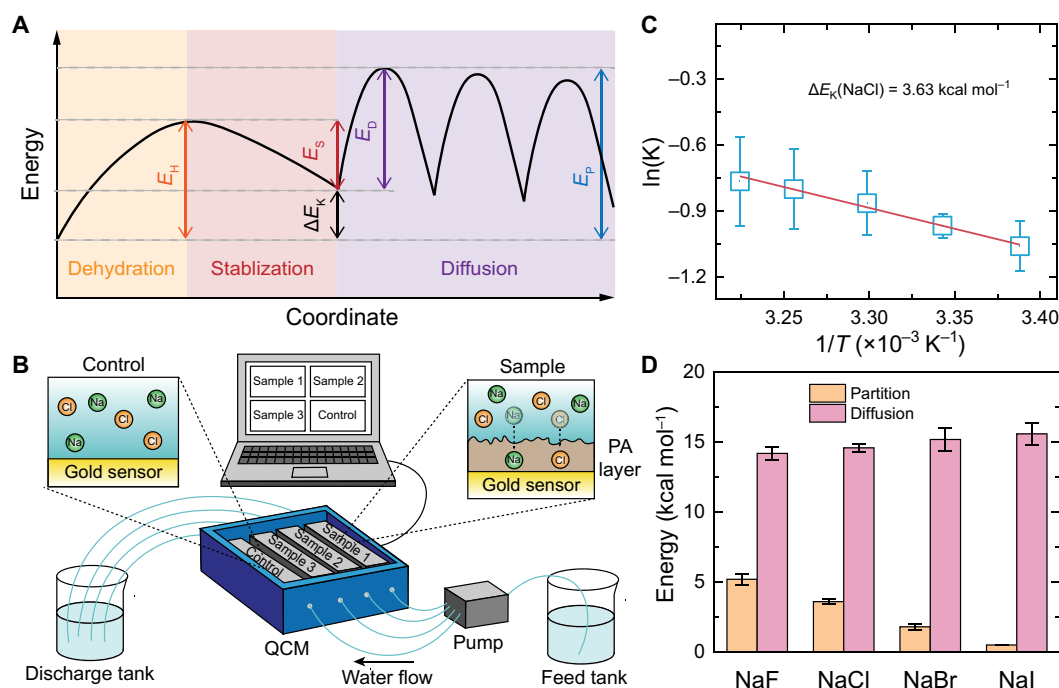 A
Energy
E_H
E_S
ΔE_K
E_D
E_P
Dehydration
Stablization
Diffusion
Coordinate
B
Control
Sample
Cl
Na
Na
Cl
Na
Cl
Gold sensor
Sample 1
Sample 2
Sample 3
Control
Cl
Na
Na
Cl
Cl
Na
Na
Cl
PA
layer
Gold sensor
Control
Sample 3
Sample 2
Sample 1
QCM
Pump
Discharge tank
Water flow
Feed tank
C
ln(K)
−0.3
−0.6
−0.9
−1.2
ΔE_K(NaCl) = 3.63 kcal mol⁻¹
3.25
3.30
3.35
3.40
1/T (×10⁻³ K⁻¹)
D
Energy (kcal mol⁻¹)
20
15
10
5
0
Partition
Diffusion
NaF
NaCl
NaBr
NaI